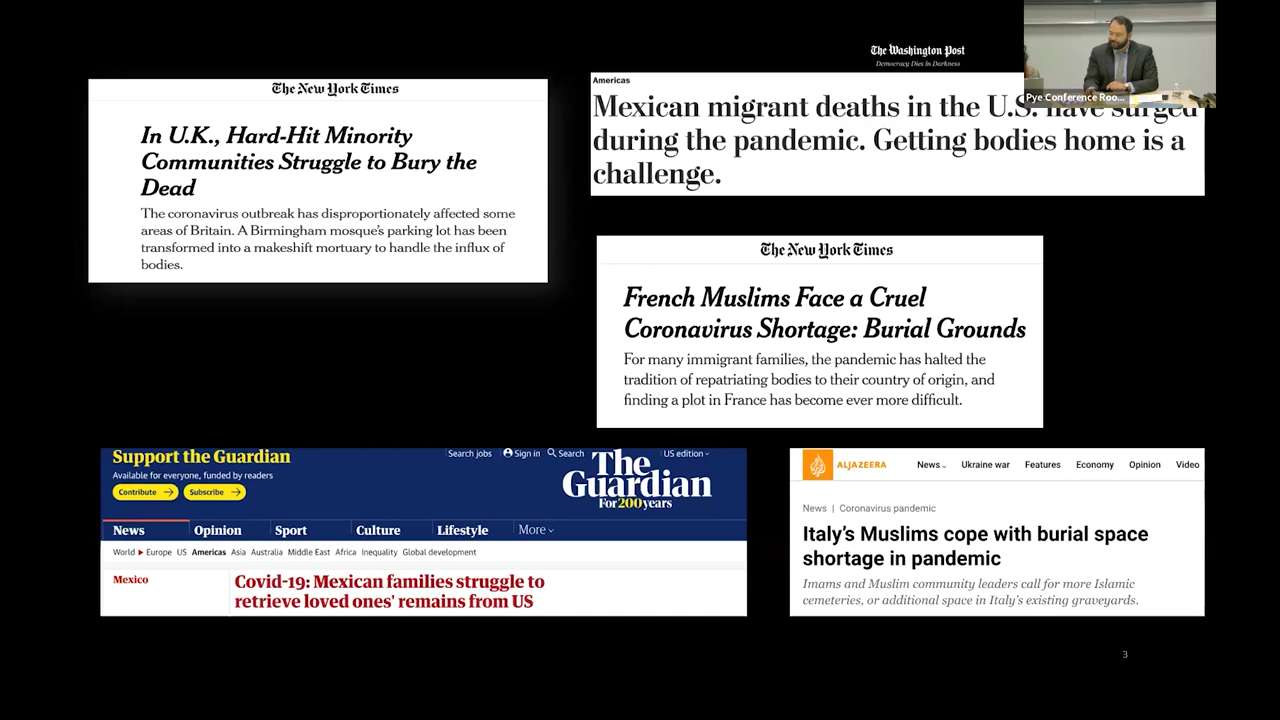 The New York Times
In U.K., Hard-Hit Minority
Communities Struggle to Bury the
Dead
The coronavirus outbreak has disproportionately affected some
areas of Britain. A Birmingham mosque's parking lot has been
transformed into a makeshift mortuary to handle the influx of
bodies.
The Washington Post
Democracy Dies in Darkness
Americas
Mexican migrant deaths in the U.S. have surged
during the pandemic. Getting bodies home is a
challenge.
Pye Conference Roo...
The New York Times
French Muslims Face a Cruel
Coronavirus Shortage: Burial Grounds
For many immigrant families, the pandemic has halted the
tradition of repatriating bodies to their country of origin, and
finding a plot in France has become ever more difficult.
Support the Guardian
Available for everyone, funded by readers
Contribute → Subscribe →
Search jobs Sign in Search US edition
The
Guardian
For 200 years
News Opinion Sport Culture Lifestyle More
World Europe US Americas Asia Australia Middle East Africa Inequality Global development
Mexico
Covid-19: Mexican families struggle to
retrieve loved ones' remains from US
ALJAZEERA News Ukraine war Features Economy Opinion Video
News | Coronavirus pandemic
Italy's Muslims cope with burial space
shortage in pandemic
Imams and Muslim community leaders call for more Islamic
cemeteries, or additional space in Italy's existing graveyards.
3